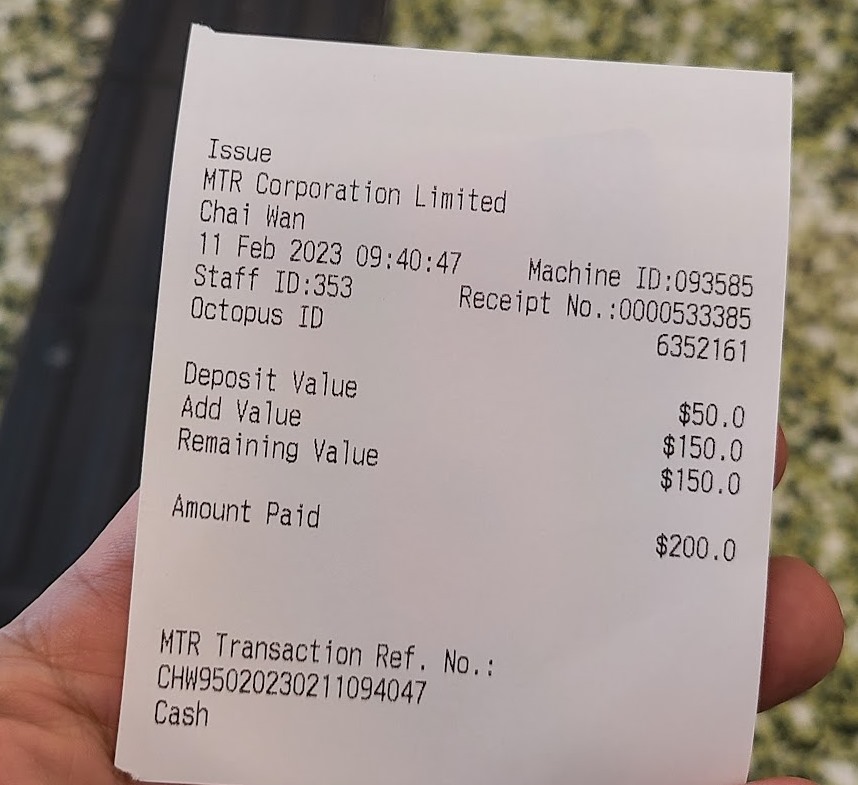 Issue
MTR Corporation Limited
Chai Wan
11 Feb 2023 09:40:47 Machine ID:093585
Staff ID:353 Receipt No.:0000533385
Octopus ID 6352161
Deposit Value $50.0
Add Value $150.0
Remaining Value $150.0
Amount Paid $200.0
MTR Transaction Ref. No.:
CHW95020230211094047
Cash